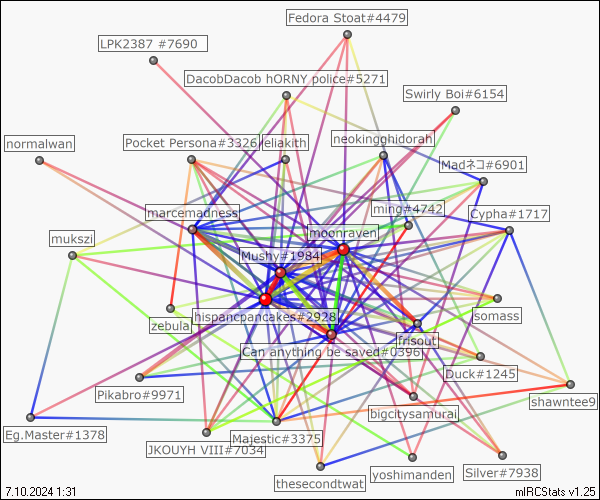 Fedora Stoat#4479
LPK2387 #7690
DacobDacob hORNY police#5271
Swirly Boi#6154
normalwan
Pocket Persona#3326
eliakith
neokingghidorah
Madネコ#6901
marcemadness
ming#4742
Cypha#1717
mukszi
moonraven
Mushy#1984
hispancpancakes#2928
somass
zebula
frisout
Can anything be saved#0396
Duck#1245
Pikabro#9971
shawntee9
bigcitysamurai
Eg.Master#1378
Majestic#3375
JKOUYH VIII#7034
Silver#7938
yoshimanden
thesecondtwat
7.10.2024 1:31
mIRCStats v1.25